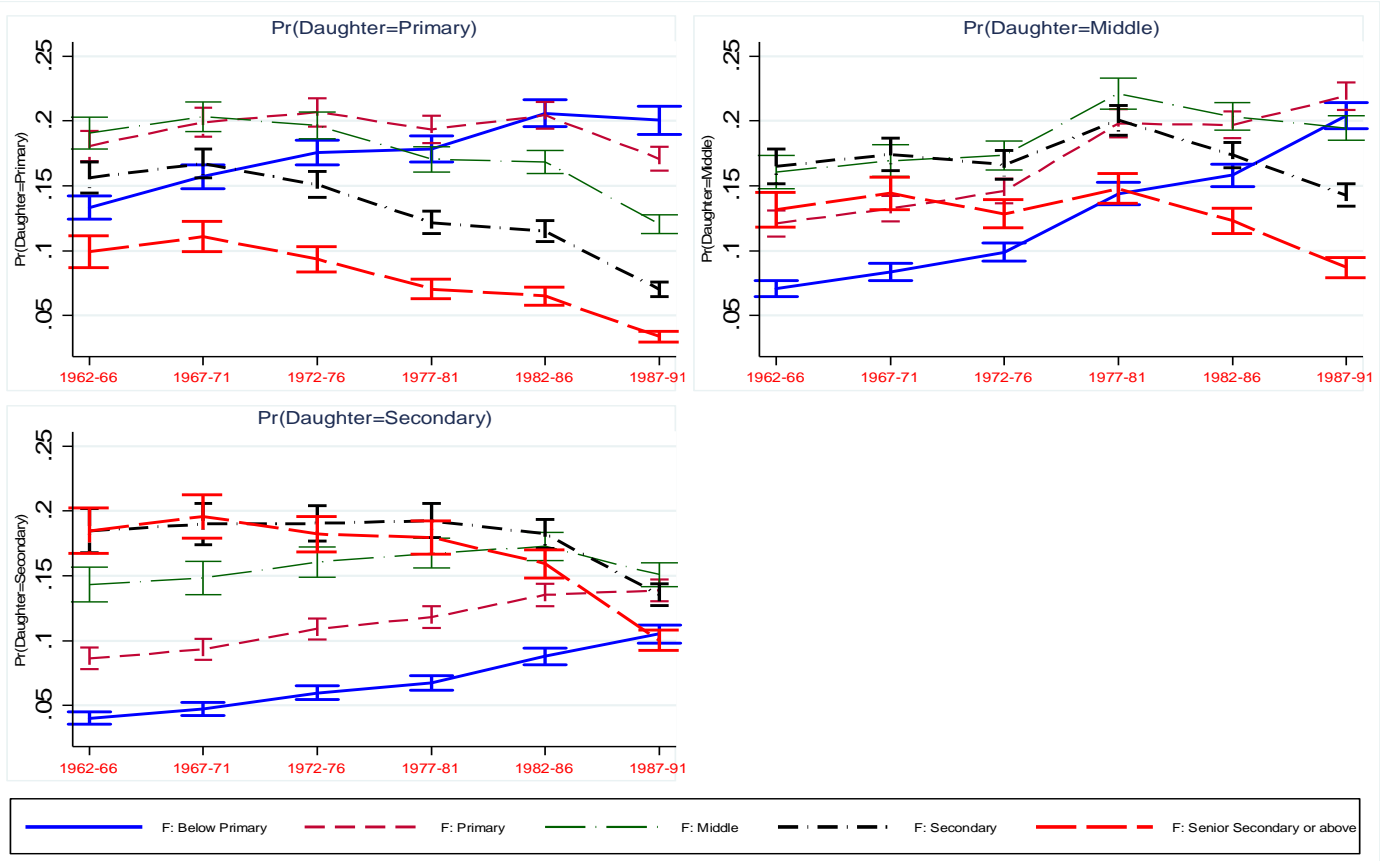 Pr(Daughter=Primary)
Pr(Daughter=Primary)
.25
.2
.15
.1
.05
1962-66 1967-71 1972-76 1977-81 1982-86 1987-91
Pr(Daughter=Middle)
Pr(Daughter=Middle)
.25
.2
.15
.1
.05
1962-66 1967-71 1972-76 1977-81 1982-86 1987-91
Pr(Daughter=Secondary)
Pr(Daughter=Secondary)
.25
.2
.15
.1
.05
1962-66 1967-71 1972-76 1977-81 1982-86 1987-91
F: Below Primary F: Primary F: Middle F: Secondary F: Senior Secondary or above